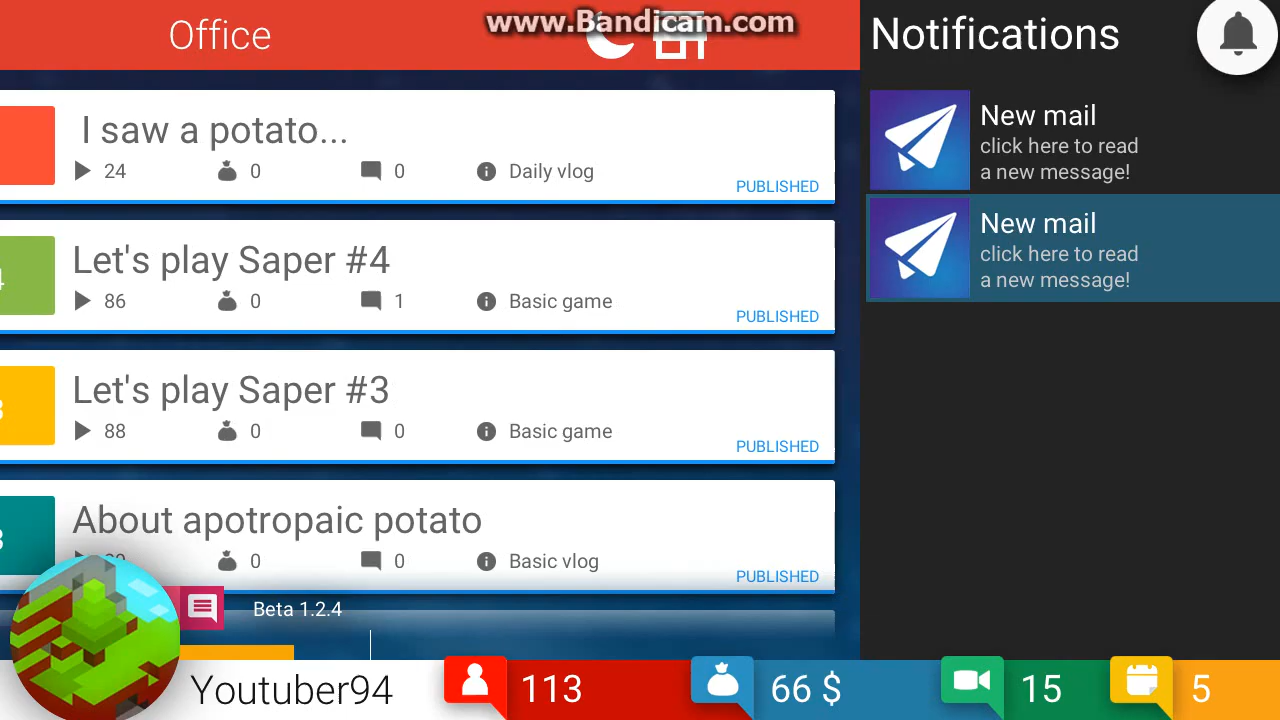 Office
www.Bandicam.com
Notifications
I saw a potato...
24 0 0 Daily vlog
PUBLISHED
Let's play Saper #4
86 0 1 Basic game
PUBLISHED
Let's play Saper #3
88 0 0 Basic game
PUBLISHED
About apotropaic potato
0 0 Basic vlog
PUBLISHED
New mail
click here to read
a new message!
New mail
click here to read
a new message!
Beta 1.2.4
Youtuber94
113
66 $
15
5